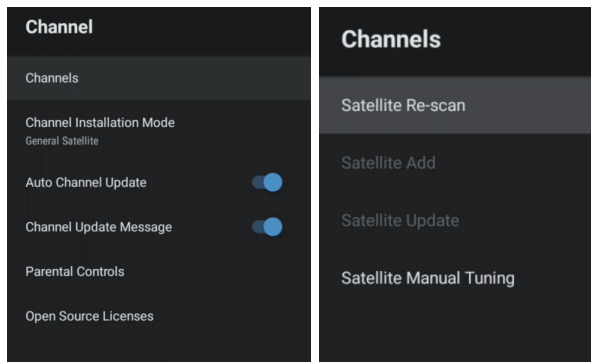 Channel
Channels
Channel Installation Mode
General Satellite
Auto Channel Update
Channel Update Message
Parental Controls
Open Source Licenses
Channels
Satellite Re-scan
Satellite Add
Satellite Update
Satellite Manual Tuning